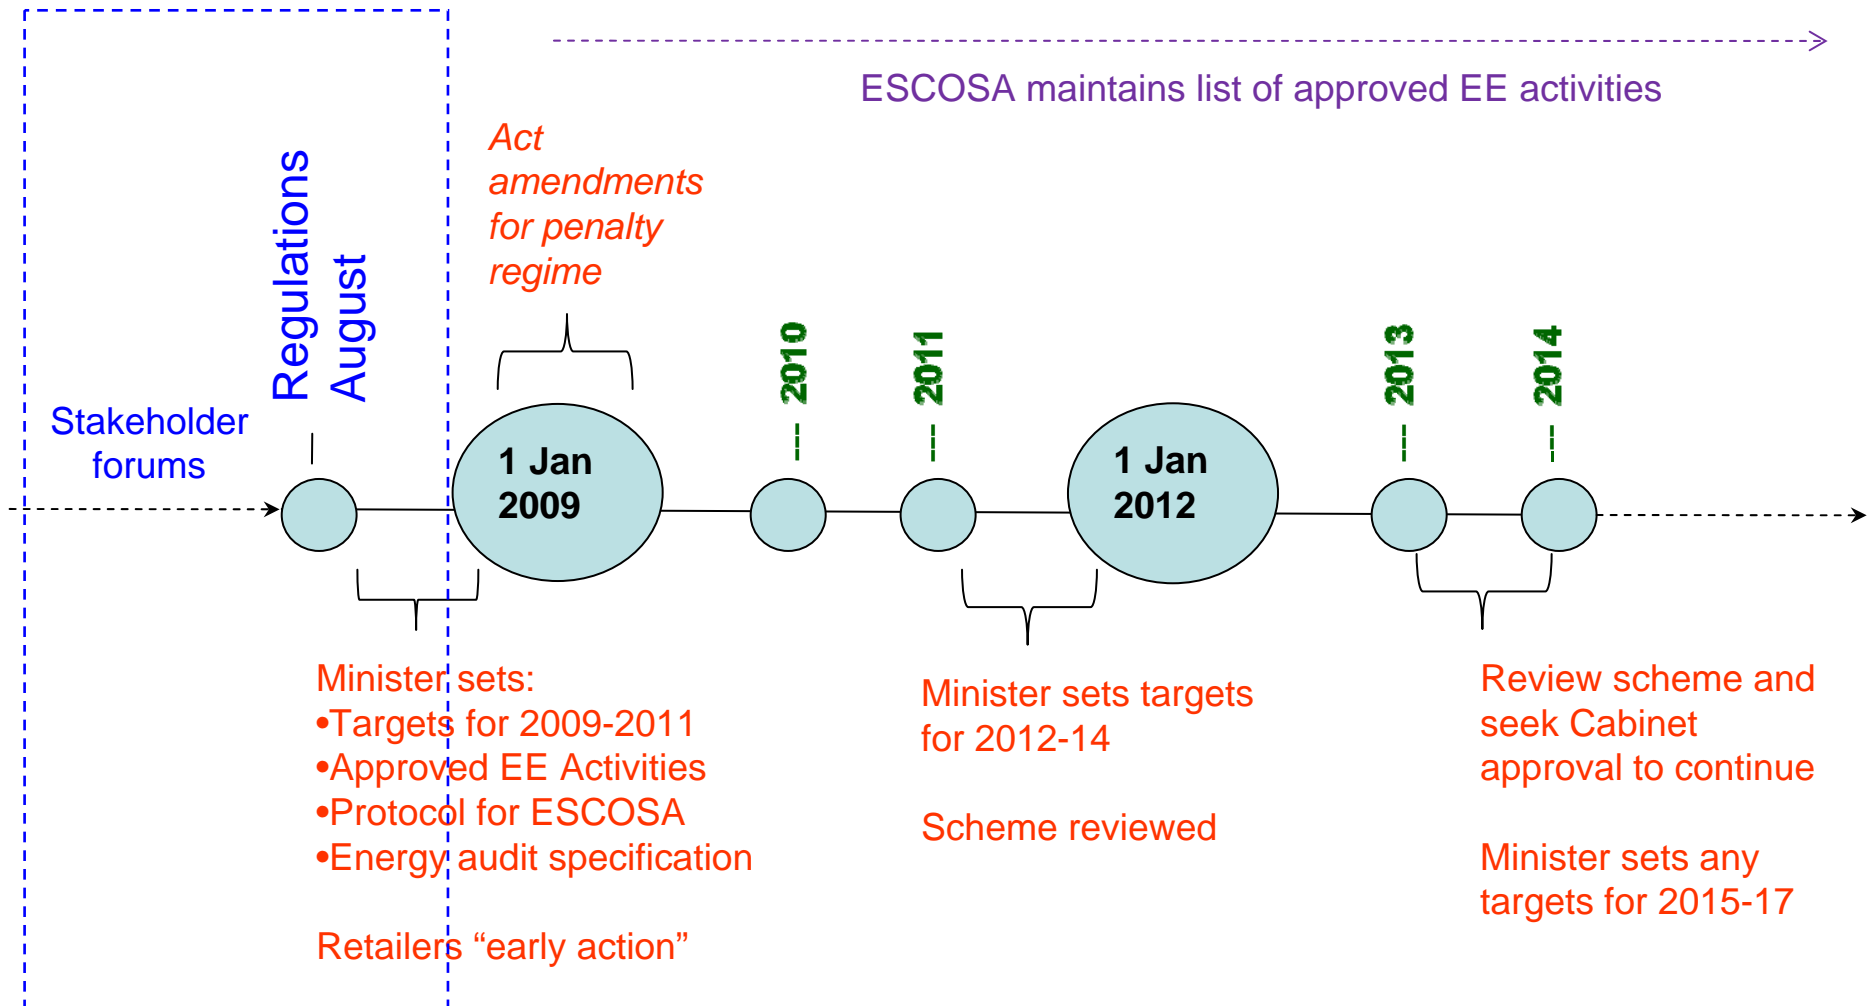 ESCOSA maintains list of approved EE activities
Act
amendments
for penalty
regime
Regulations
August
Stakeholder
forums
1 Jan
2009
2010
2011
1 Jan
2012
2013
2014
Minister sets:
•Targets for 2009-2011
•Approved EE Activities
•Protocol for ESCOSA
•Energy audit specification
Retailers “early action”
Minister sets targets
for 2012-14
Scheme reviewed
Review scheme and
seek Cabinet
approval to continue
Minister sets any
targets for 2015-17